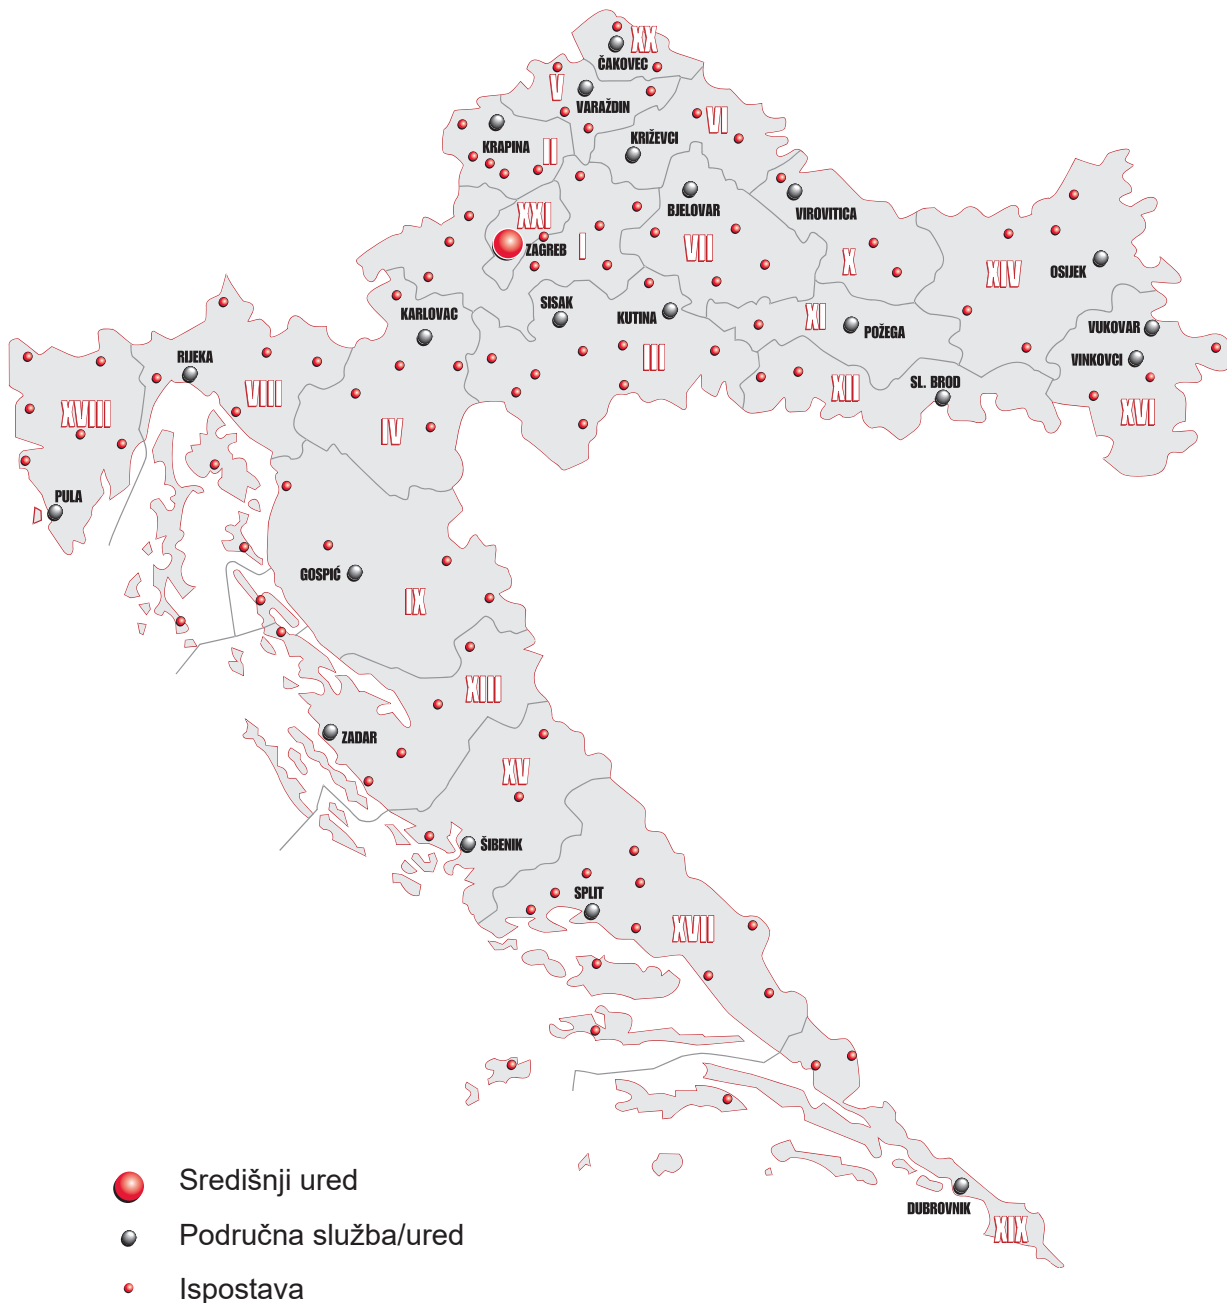 XX
ČAKOVEC
V
VARAŽDIN
VI
KRAPINA
II
KRIŽEVCI
BJELOVAR
VIROVITICA
XXI
ZAGREB
I
VII
X
XIV
OSIJEK
SISAK
KUTINA
KARLOVAC
XI
POŽEGA
VUKOVAR
VINKOVCI
RIJEKA
III
XVIII
VIII
IV
XII
SL. BROD
XVI
PULA
GOSPIĆ
IX
XIII
ZADAR
XV
ŠIBENIK
SPLIT
XVII
DUBROVNIK
XIX
Središnji ured
Područna služba/ured
Ispostava